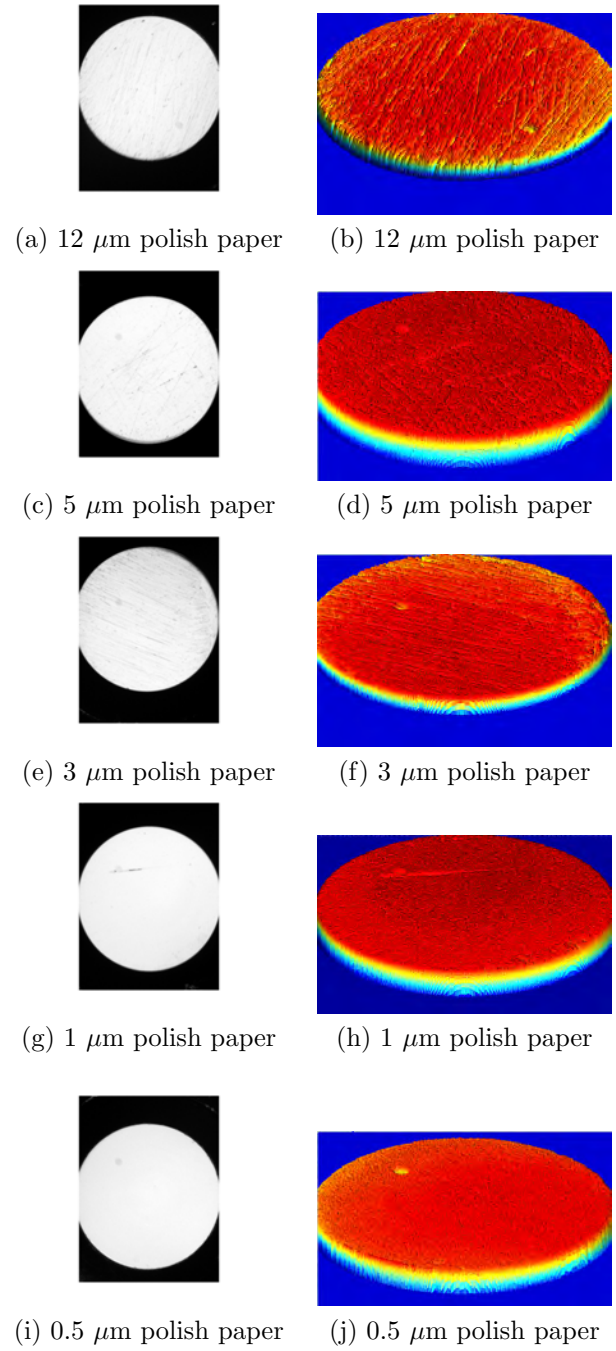 (a) 12 μm polish paper
(b) 12 μm polish paper
(c) 5 μm polish paper
(d) 5 μm polish paper
(e) 3 μm polish paper
(f) 3 μm polish paper
(g) 1 μm polish paper
(h) 1 μm polish paper
(i) 0.5 μm polish paper
(j) 0.5 μm polish paper